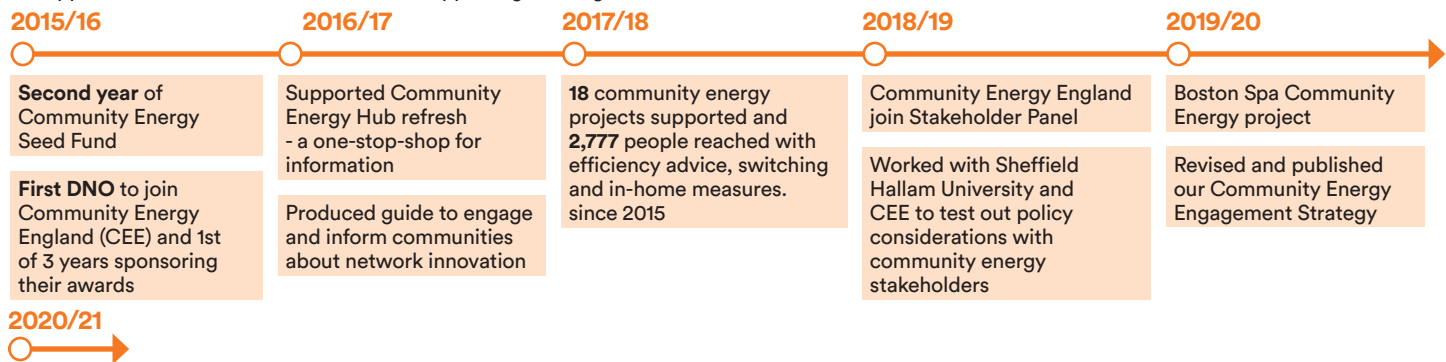 2015/16
2016/17
2017/18
2018/19
2019/20
Second year of
Community Energy
Seed Fund
First DNO to join
Community Energy
England (CEE) and 1st
of 3 years sponsoring
their awards
Supported Community
Energy Hub refresh
- a one-stop-shop for
information
Produced guide to engage
and inform communities
about network innovation
18 community energy
projects supported and
2,777 people reached with
efficiency advice, switching
and in-home measures.
since 2015
Community Energy England
join Stakeholder Panel
Worked with Sheffield
Hallam University and
CEE to test out policy
considerations with
community energy
stakeholders
Boston Spa Community
Energy project
Revised and published
our Community Energy
Engagement Strategy
2020/21